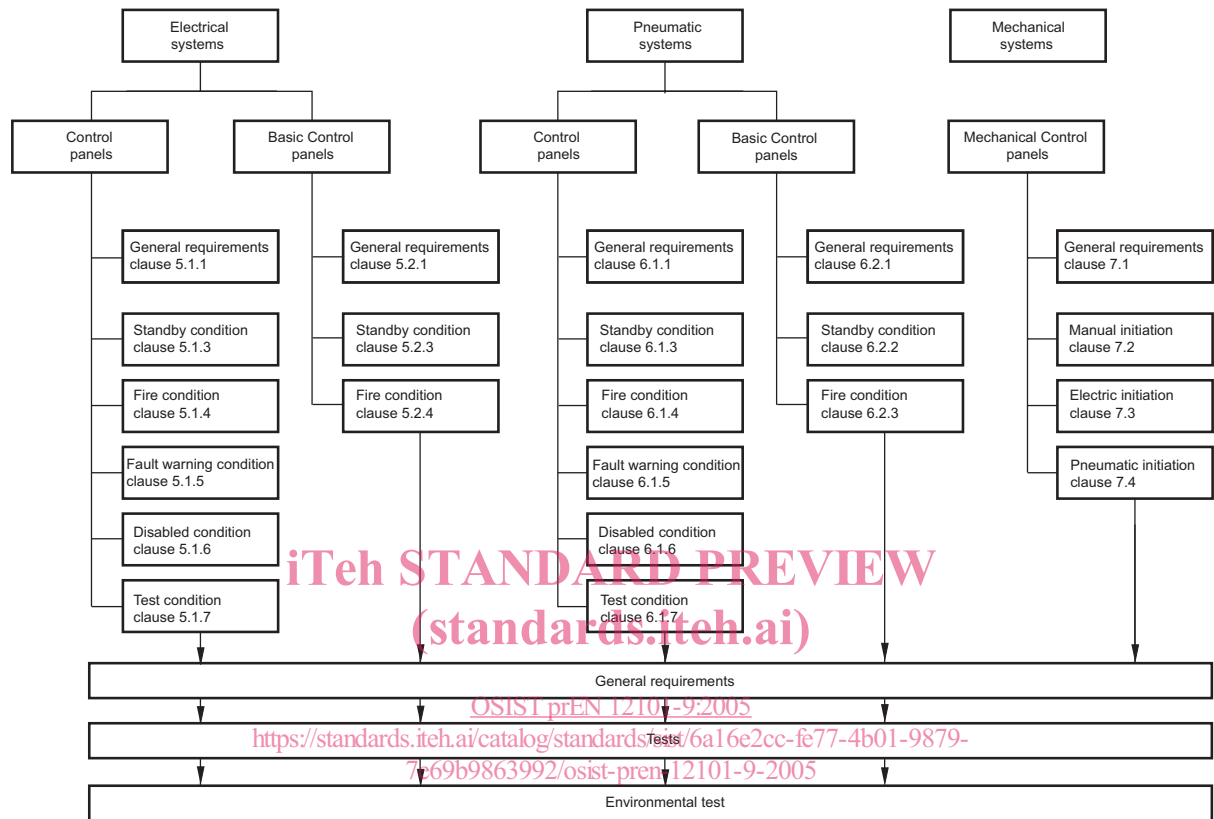 Electrical
systems
Pneumatic
systems
Mechanical
systems
Control
panels
Basic Control
panels
Control
panels
Basic Control
panels
Mechanical Control
panels
General requirements
clause 5.1.1
General requirements
clause 5.2.1
General requirements
clause 6.1.1
General requirements
clause 6.2.1
General requirements
clause 7.1
Standby condition
clause 5.1.3
Standby condition
clause 5.2.3
Standby condition
clause 6.1.3
Standby condition
clause 6.2.2
Manual initiation
clause 7.2
Fire condition
clause 5.1.4
Fire condition
clause 5.2.4
Fire condition
clause 6.1.4
Fire condition
clause 6.2.3
Electric initiation
clause 7.3
Fault warning condition
clause 5.1.5
Fault warning condition
clause 6.1.5
Pneumatic initiation
clause 7.4
Disabled condition
clause 5.1.6
Disabled condition
clause 6.1.6
iTeh STANDARD PREVIEW
Test condition
clause 5.1.7
Test condition
clause 6.1.7
(standards.iteh.ai)
General requirements
OSIST prEN 12101-9:2005
Tests
https://standards.iteh.ai/catalog/standards/sist/6a16e2cc-fe77-4b01-9879-
7e69b9863992/osist-pren-12101-9-2005
Environmental test